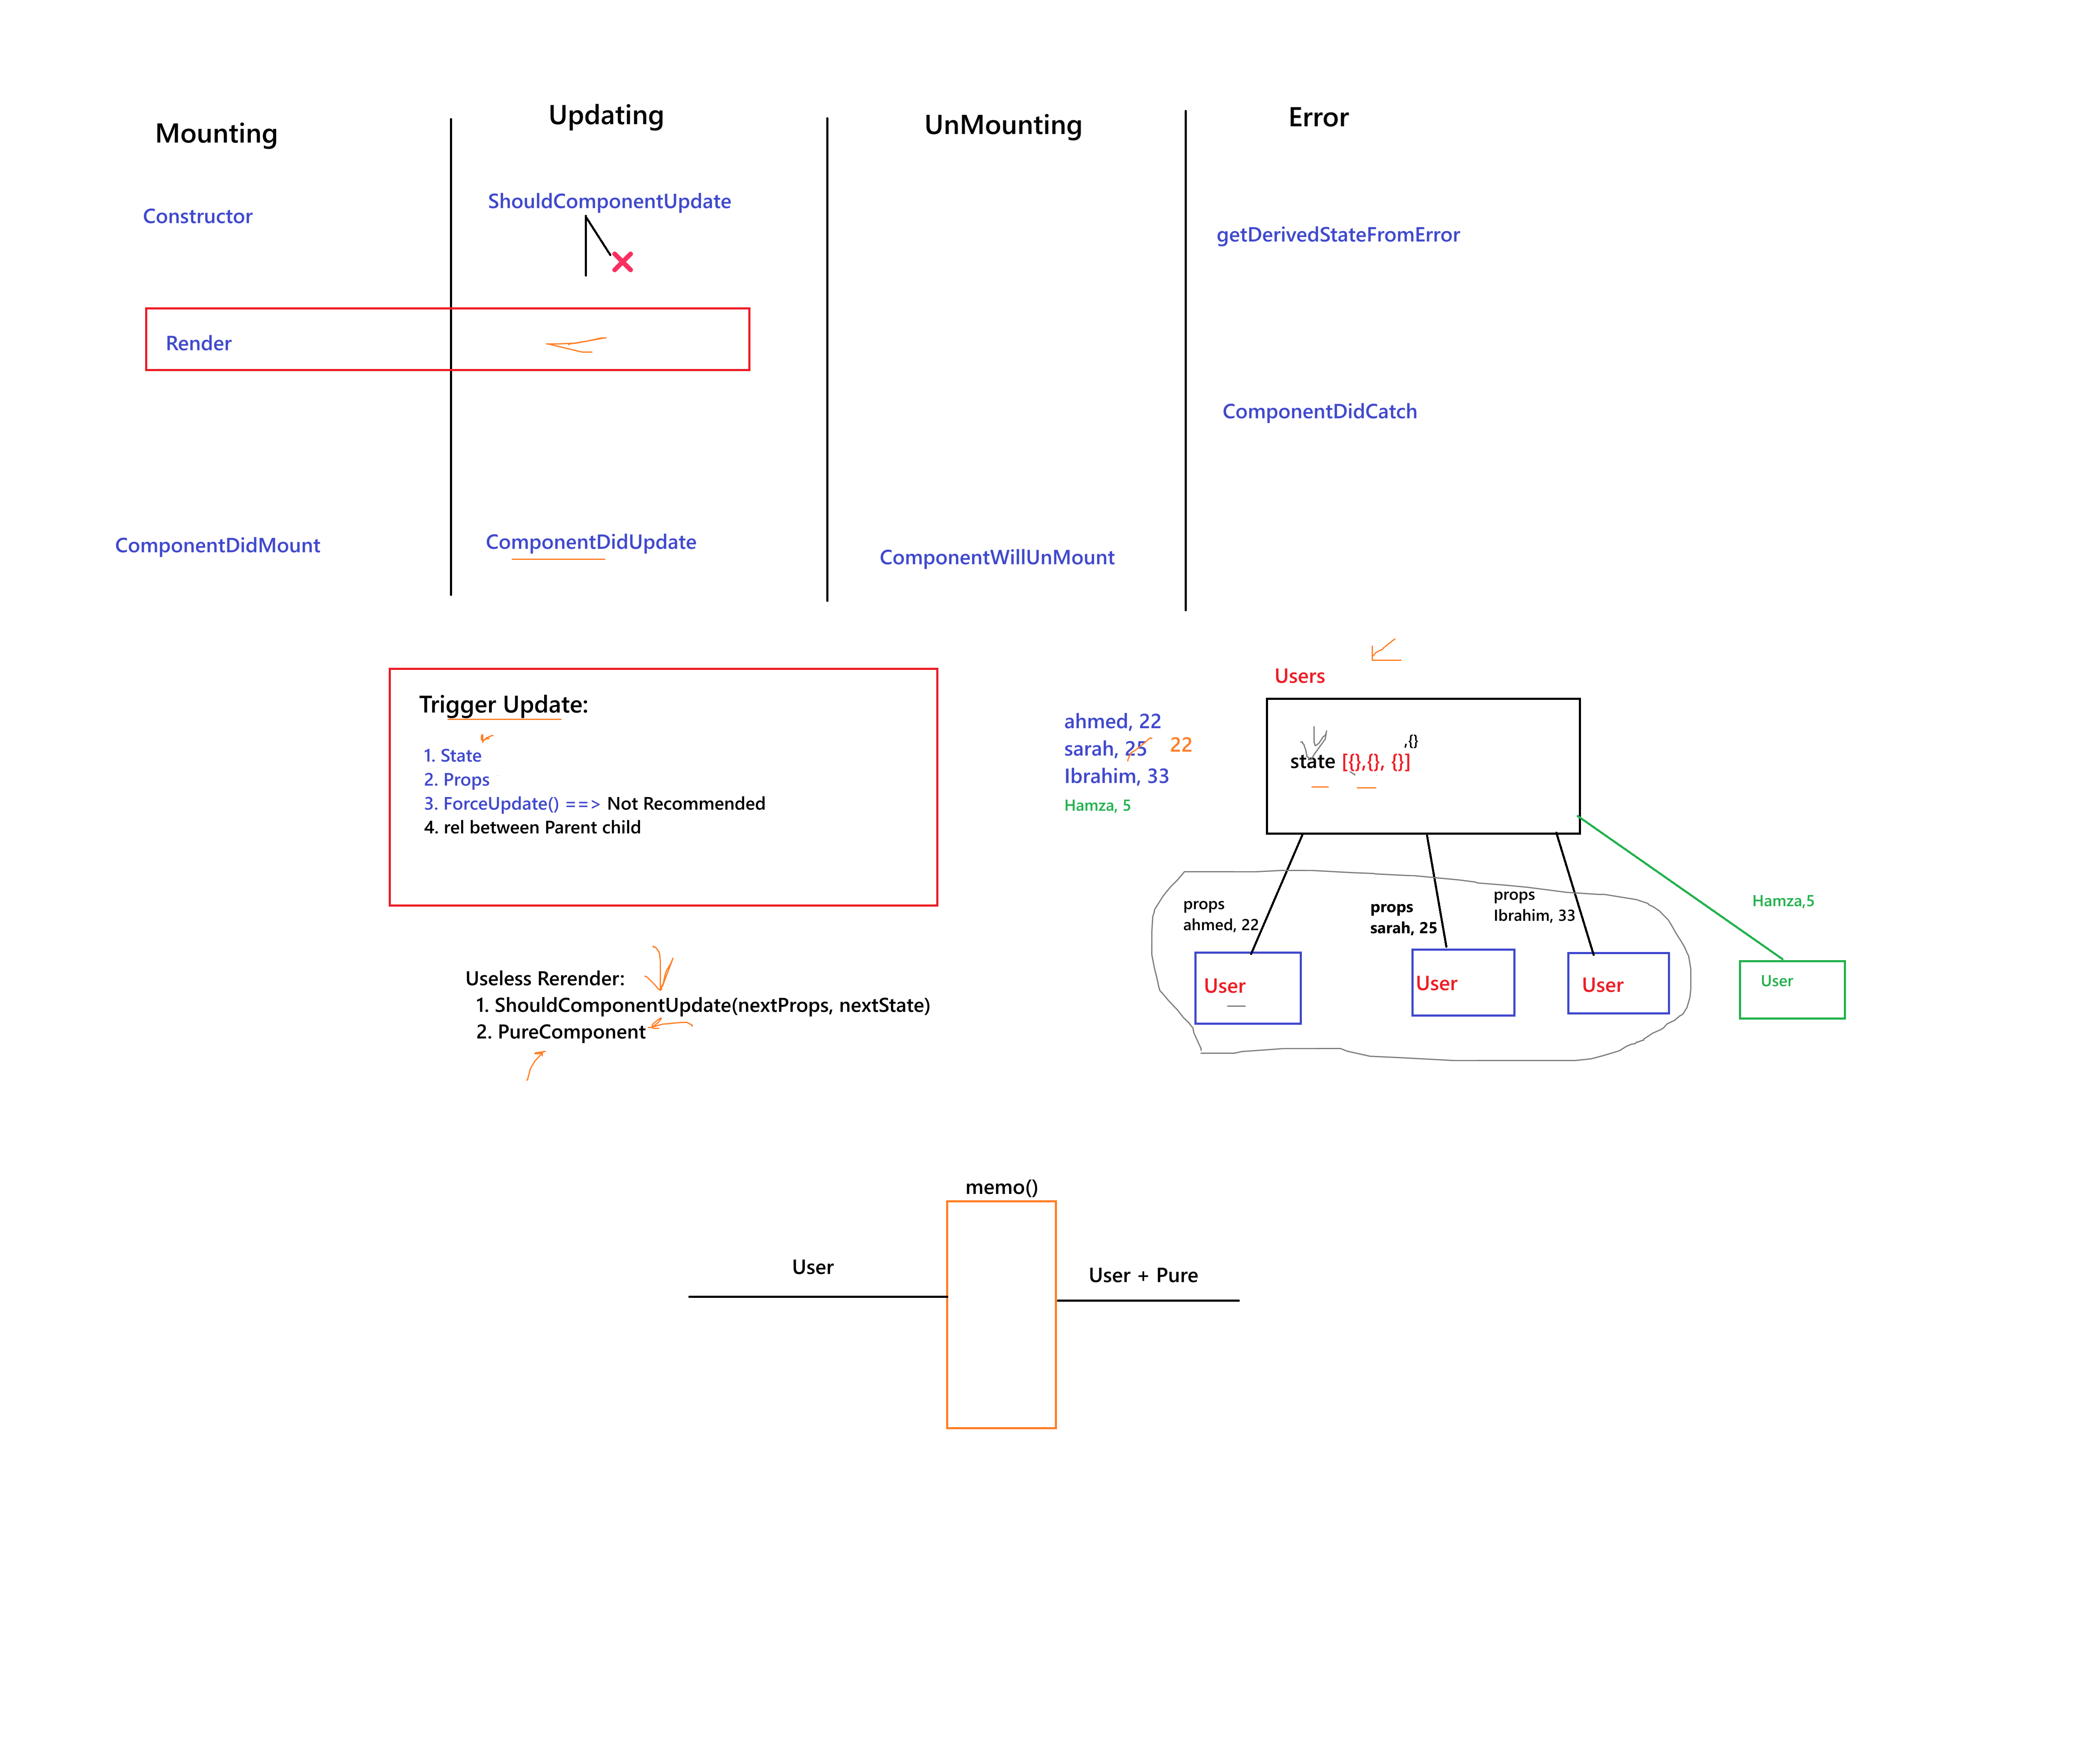 Mounting
Updating
UnMounting
Error
Constructor
ShouldComponentUpdate
getDerivedStateFromError
Render
ComponentDidCatch
ComponentDidMount
ComponentDidUpdate
ComponentWillUnMount
Trigger Update:
1. State
2. Props
3. ForceUpdate() ==> Not Recommended
4. rel between Parent child
Useless Rerender:
1. ShouldComponentUpdate(nextProps, nextState)
2. PureComponent
ahmed, 22
sarah, 25 22
Ibrahim, 33
Hamza, 5
Users
,{}
state [{},{}, {}]
props
ahmed, 22
props
sarah, 25
props
Ibrahim, 33
Hamza,5
User
User
User
User
memo()
User
User + Pure